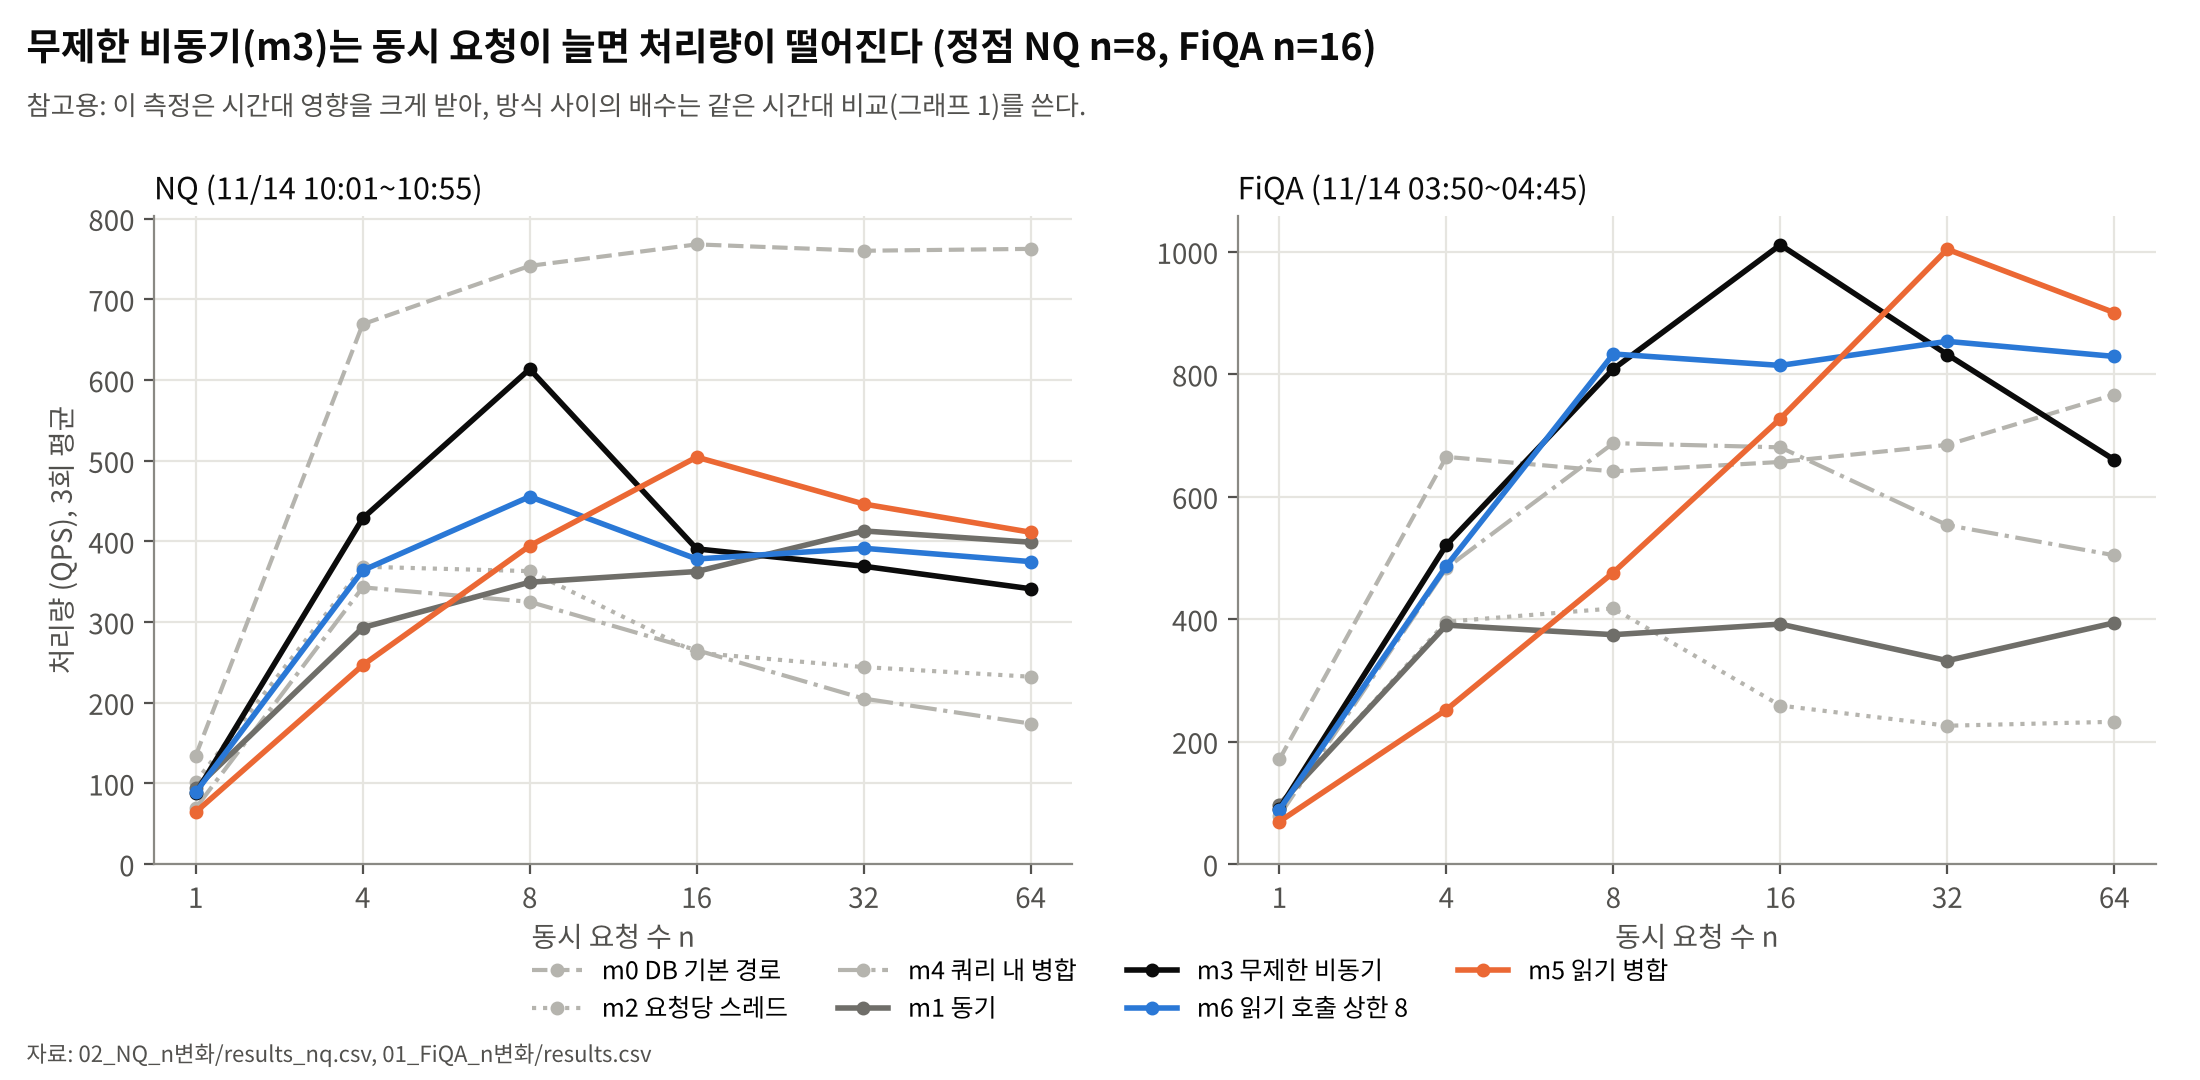 무제한 비동기(m3)는 동시 요청이 늘면 처리량이 떨어진다 (정점 NQ n=8, FiQA n=16)
참고용: 이 측정은 시간대 영향을 크게 받아, 방식 사이의 배수는 같은 시간대 비교(그래프 1)를 쓴다.
NQ (11/14 10:01~10:55)
처리량 (QPS), 3회 평균
800
700
600
500
400
300
200
100
0
1 4 8 16 32 64
동시 요청 수 n
FiQA (11/14 03:50~04:45)
1000
800
600
400
200
0
1 4 8 16 32 64
동시 요청 수 n
m0 DB 기본 경로 m4 쿼리 내 병합 m3 무제한 비동기 m5 읽기 병합
m2 요청당 스레드 m1 동기 m6 읽기 호출 상한 8
자료: 02_NQ_n변화/results_nq.csv, 01_FiQA_n변화/results.csv